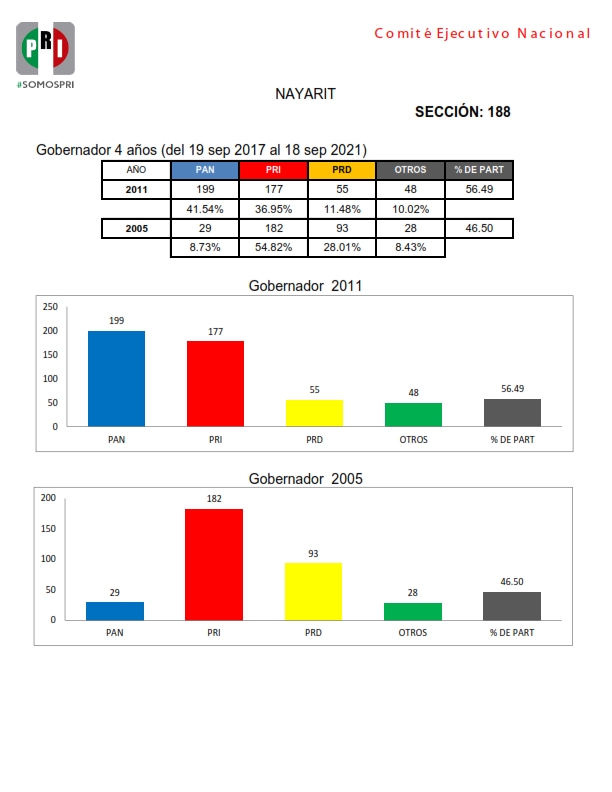 PRI
#SOMOSPRI
Comité Ejecutivo Nacional
NAYARIT
SECCIÓN: 188
Gobernador 4 años (del 19 sep 2017 al 18 sep 2021)
AÑO PAN PRI PRD OTROS % DE PART
2011 199 177 55 48 56.49
41.54% 36.95% 11.48% 10.02%
2005 29 182 93 28 46.50
8.73% 54.82% 28.01% 8.43%
Gobernador 2011
250
200
150
100
50
0
199
177
55
48
56.49
PAN PRI PRD OTROS % DE PART
Gobernador 2005
200
150
100
50
0
29
182
93
28
46.50
PAN PRI PRD OTROS % DE PART